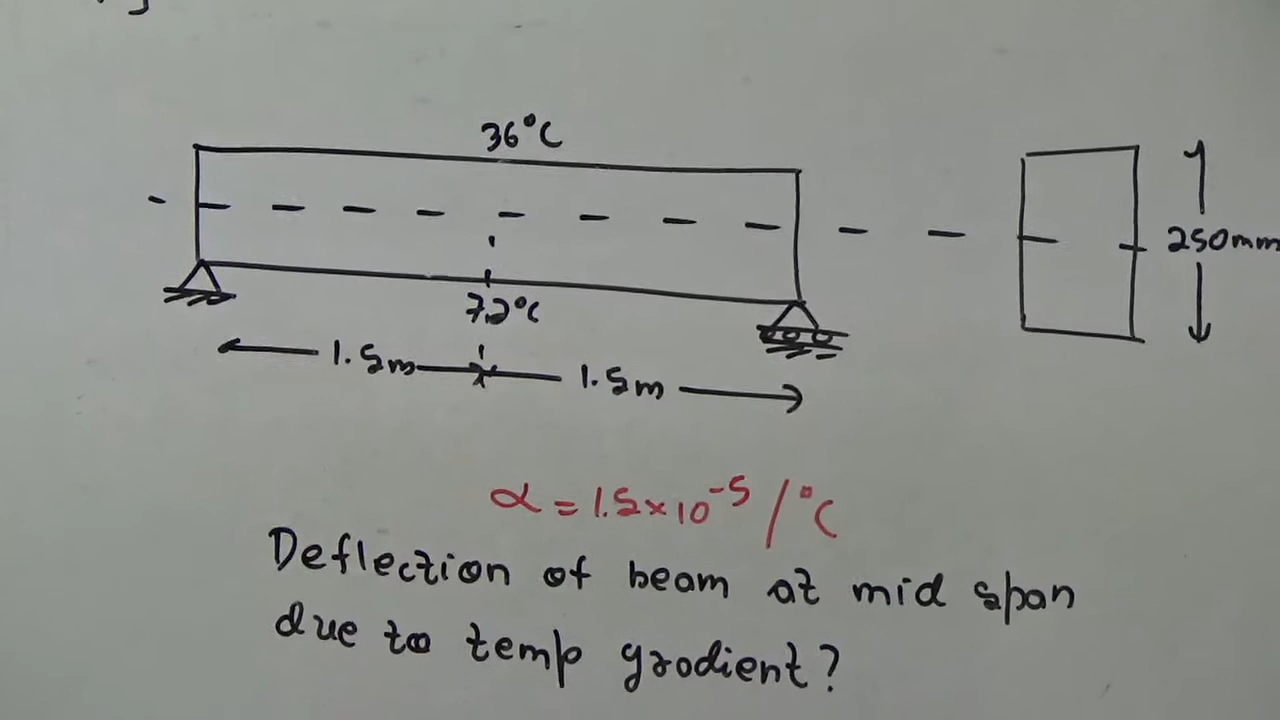 36°C
250mm
72°C
1.5m
1.5m
α = 1.5×10⁻⁵ /°C
Deflection of beam at mid span
due to temp gradient?